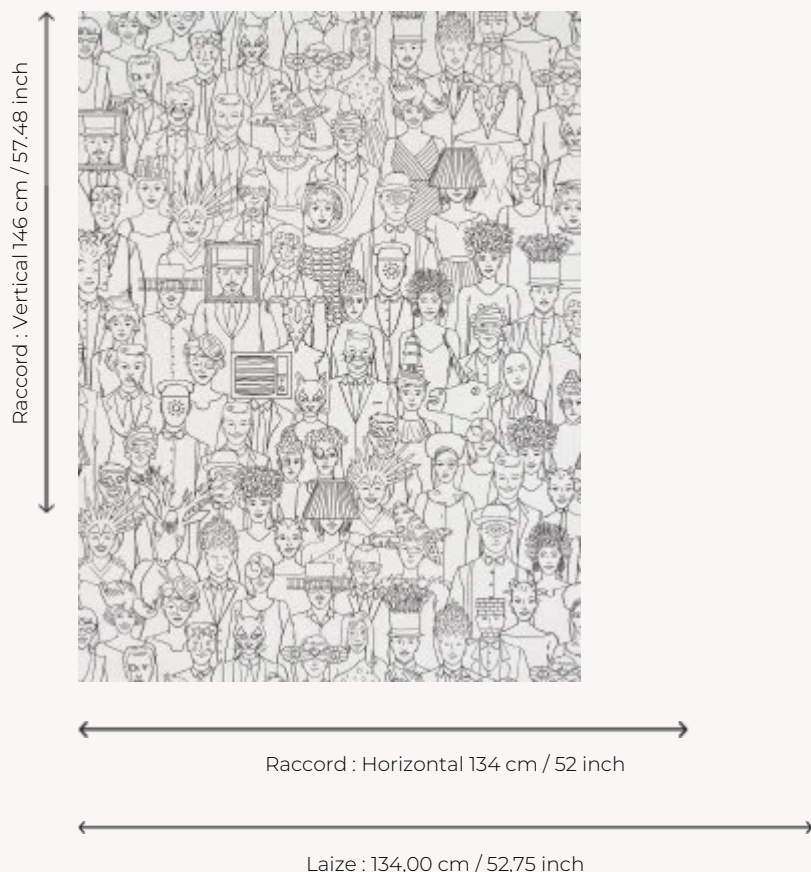 Raccord : Vertical 146 cm / 57.48 inch
Raccord : Horizontal 134 cm / 52 inch
Laize : 134,00 cm / 52,75 inch